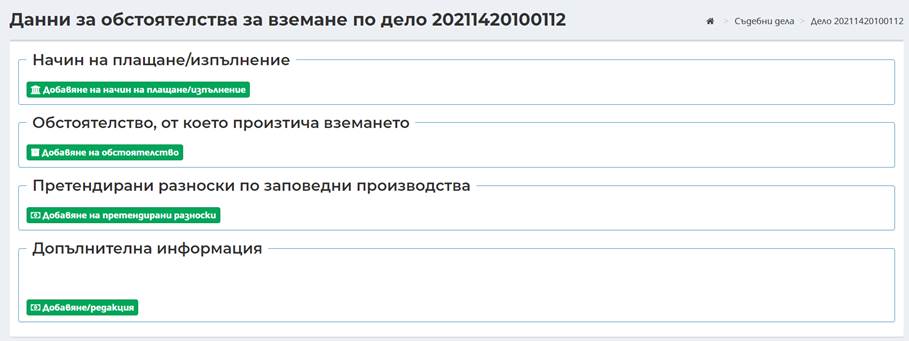 Данни за обстоятелства за вземане по дело 20211420100112
> Съдебни дела > Дело 20211420100112
Начин на плащане/изпълнение
Добавяне на начин на плащане/изпълнение
Обстоятелство, от което произтича вземането
Добавяне на обстоятелство
Претендирани разноски по заповедни производства
Добавяне на претендирани разноски
Допълнителна информация
Добавяне/редакция